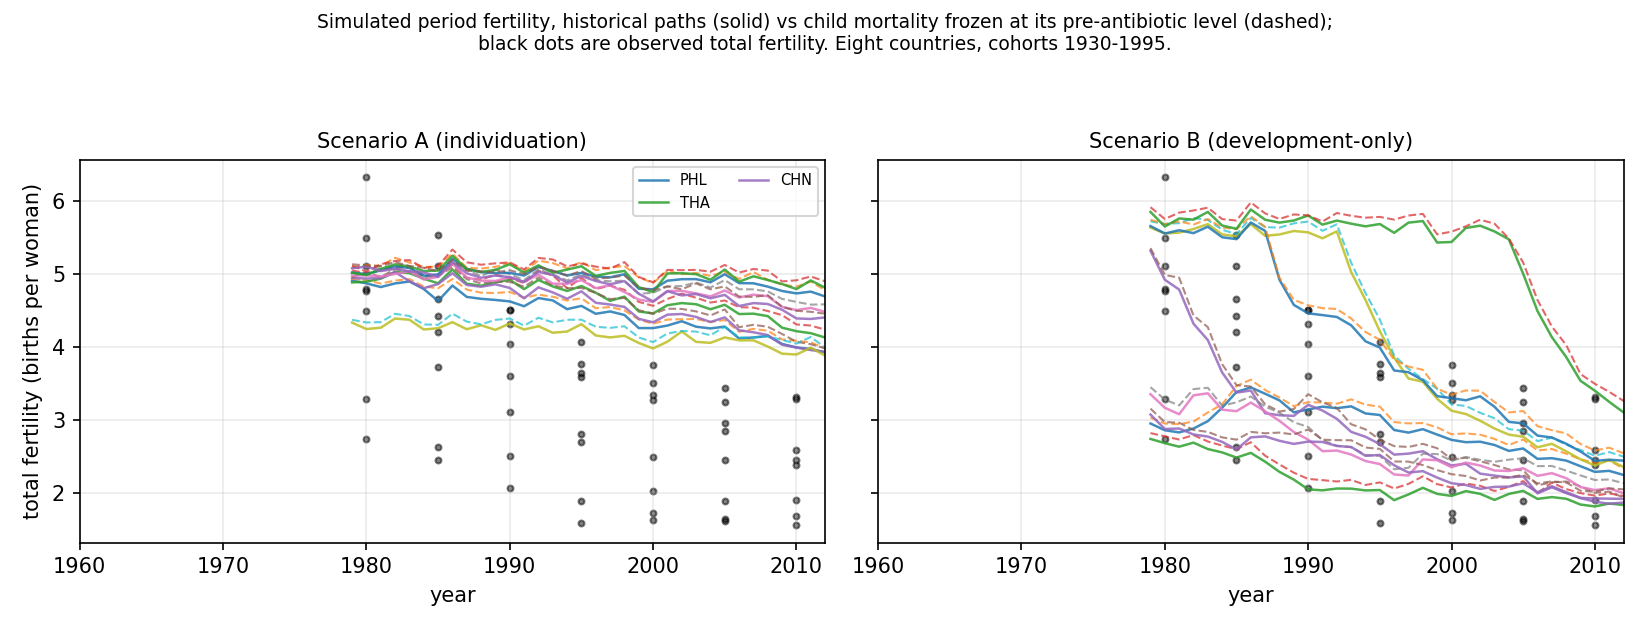 Simulated period fertility, historical paths (solid) vs child mortality frozen at its pre-antibiotic level (dashed);
black dots are observed total fertility. Eight countries, cohorts 1930-1995.
Scenario A (individuation)
Scenario B (development-only)
PHL
THA
CHN
total fertility (births per woman)
6
5
4
3
2
1960 1970 1980 1990 2000 2010
1960 1970 1980 1990 2000 2010
year
year